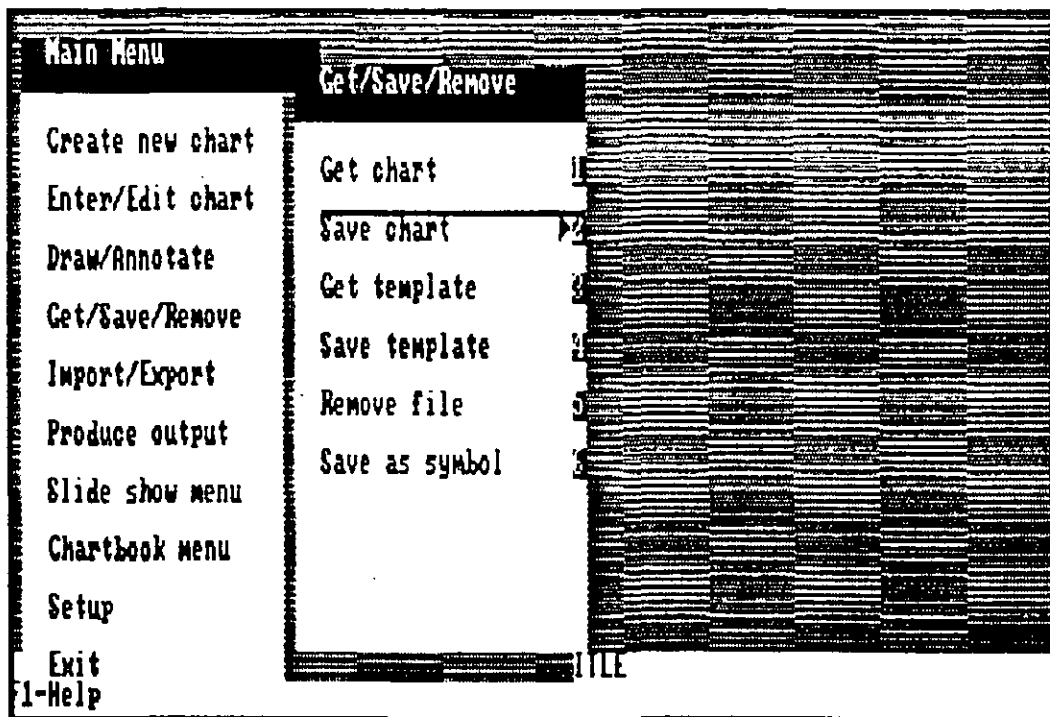 Main Menu
Create new chart
Enter/Edit chart
Draw/Annotate
Get/Save/Remove
Import/Export
Produce output
Slide show menu
Chartbook menu
Setup
Exit
F1-Help
Get/Save/Remove
Get chart
Save chart
Get template
Save template
Remove file
Save as symbol
ITLE